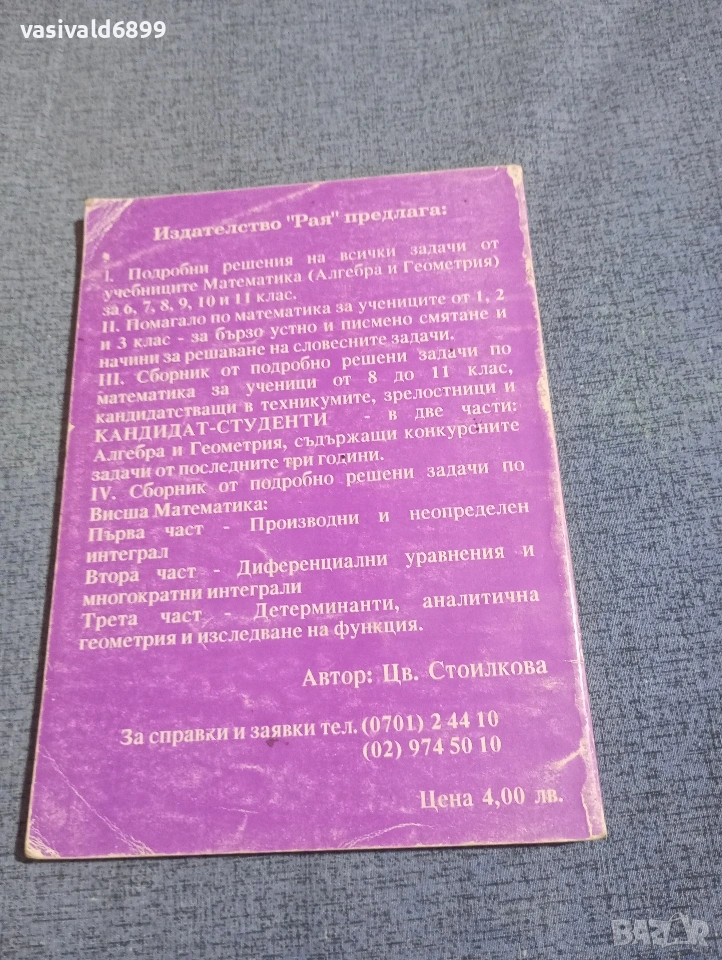 vasivald6899
Издателство "Рая" предлага:
I. Подробни решения на всички задачи от
учебниците Математика (Алгебра и Геометрия)
за 6, 7, 8, 9, 10 и 11 клас.
II. Помагало по математика за учениците от 1, 2
и 3 клас - за бързо устно и писмено смятане и
начини за решаване на словесните задачи.
III. Сборник от подробно решени задачи по
математика за ученици от 8 до 11 клас,
кандидатстващи в техникумите, зрелостници и
КАНДИДАТ-СТУДЕНТИ - в две части:
Алгебра и Геометрия, съдържащи конкурсните
задачи от последните три години.
IV. Сборник от подробно решени задачи по
Висша Математика:
Първа част - Производни и неопределен
интеграл
Втора част - Диференциални уравнения и
многократни интеграли
Трета част - Детерминанти, аналитична
геометрия и изследване на функция.
Автор: Цв. Стоилкова
За справки и заявки тел. (0701) 2 44 10
(02) 974 50 10
Цена 4,00 лв.
BAZAR